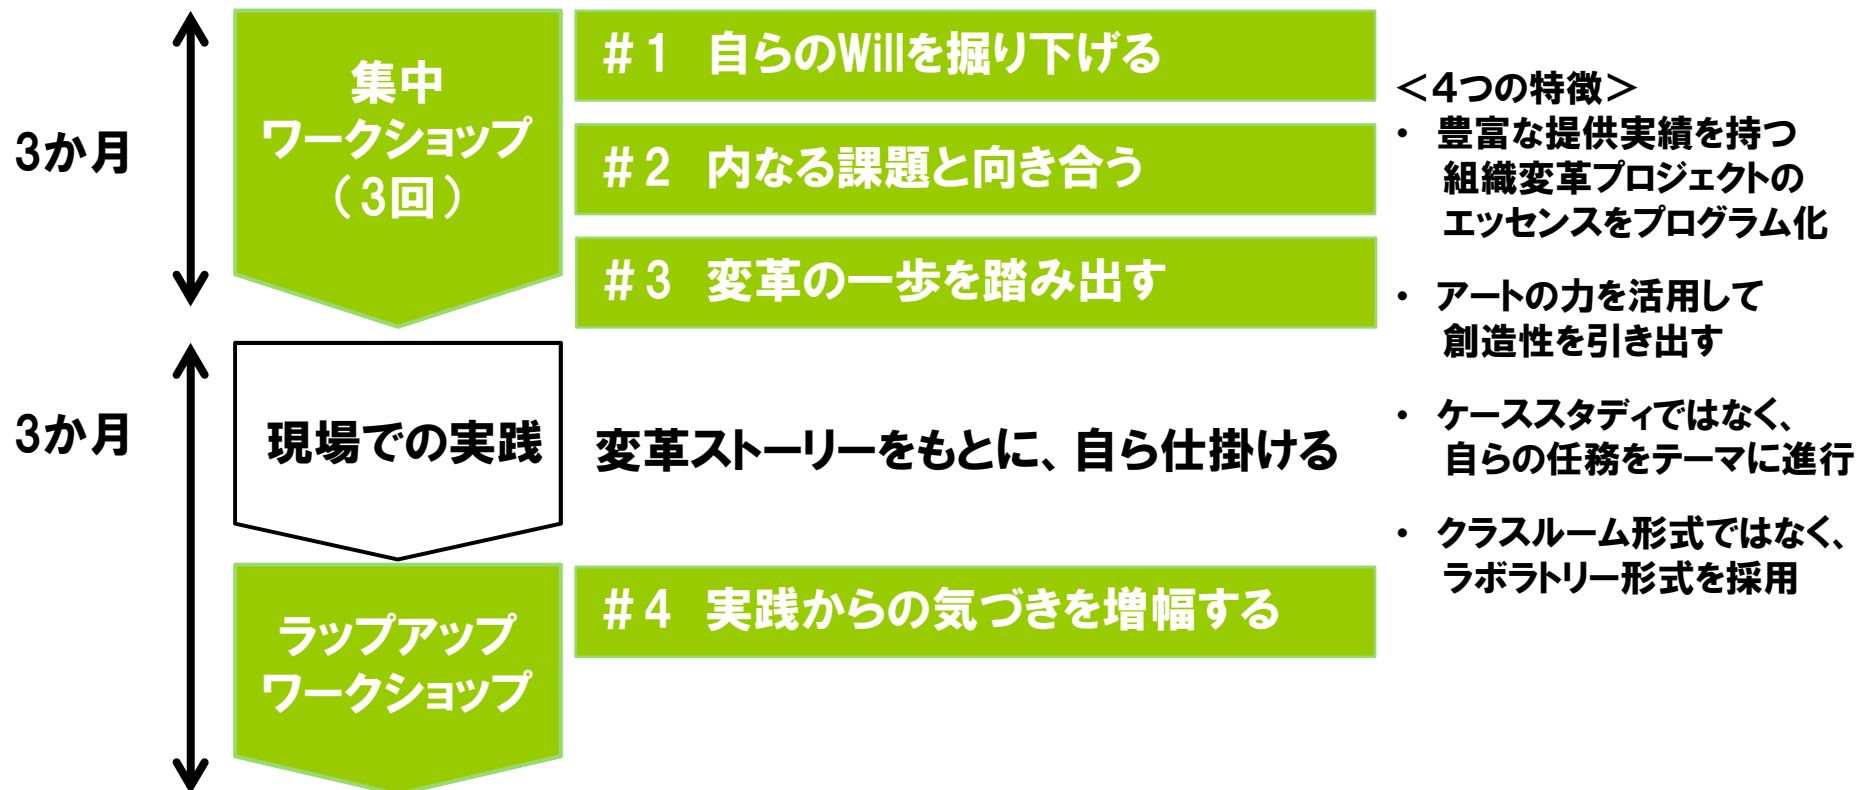 3か月
集中
ワークショップ
（3回）
＃1　自らのWillを掘り下げる
＃2　内なる課題と向き合う
＃3　変革の一歩を踏み出す
3か月
現場での実践
変革ストーリーをもとに、自ら仕掛ける
ラップアップ
ワークショップ
＃4　実践からの気づきを増幅する
＜4つの特徴＞
・ 豊富な提供実績を持つ
組織変革プロジェクトの
エッセンスをプログラム化
・ アートの力を活用して
創造性を引き出す
・ ケーススタディではなく、
自らの任務をテーマに進行
・ クラスルーム形式ではなく、
ラボラトリー形式を採用